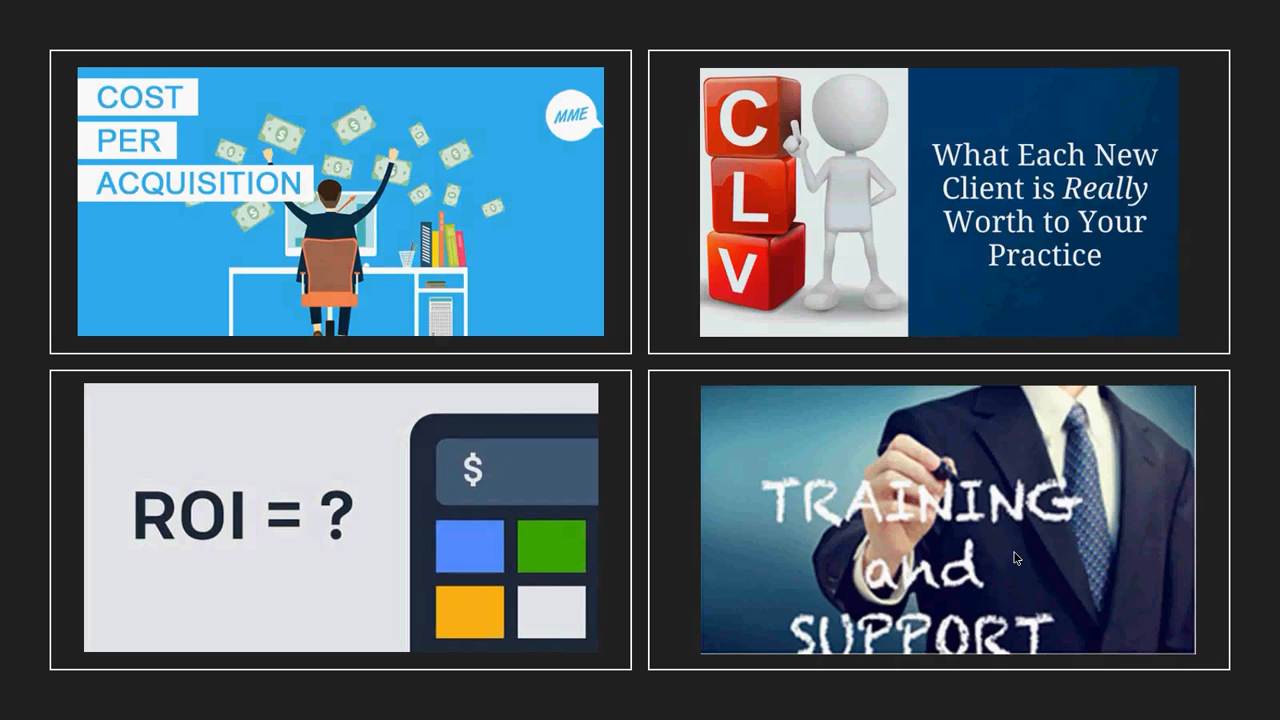 COST
PER
ACQUISITION
MME
C
L
V
What Each New
Client is Really
Worth to Your
Practice
ROI = ?
$
TRAINING
and
SUPPORT